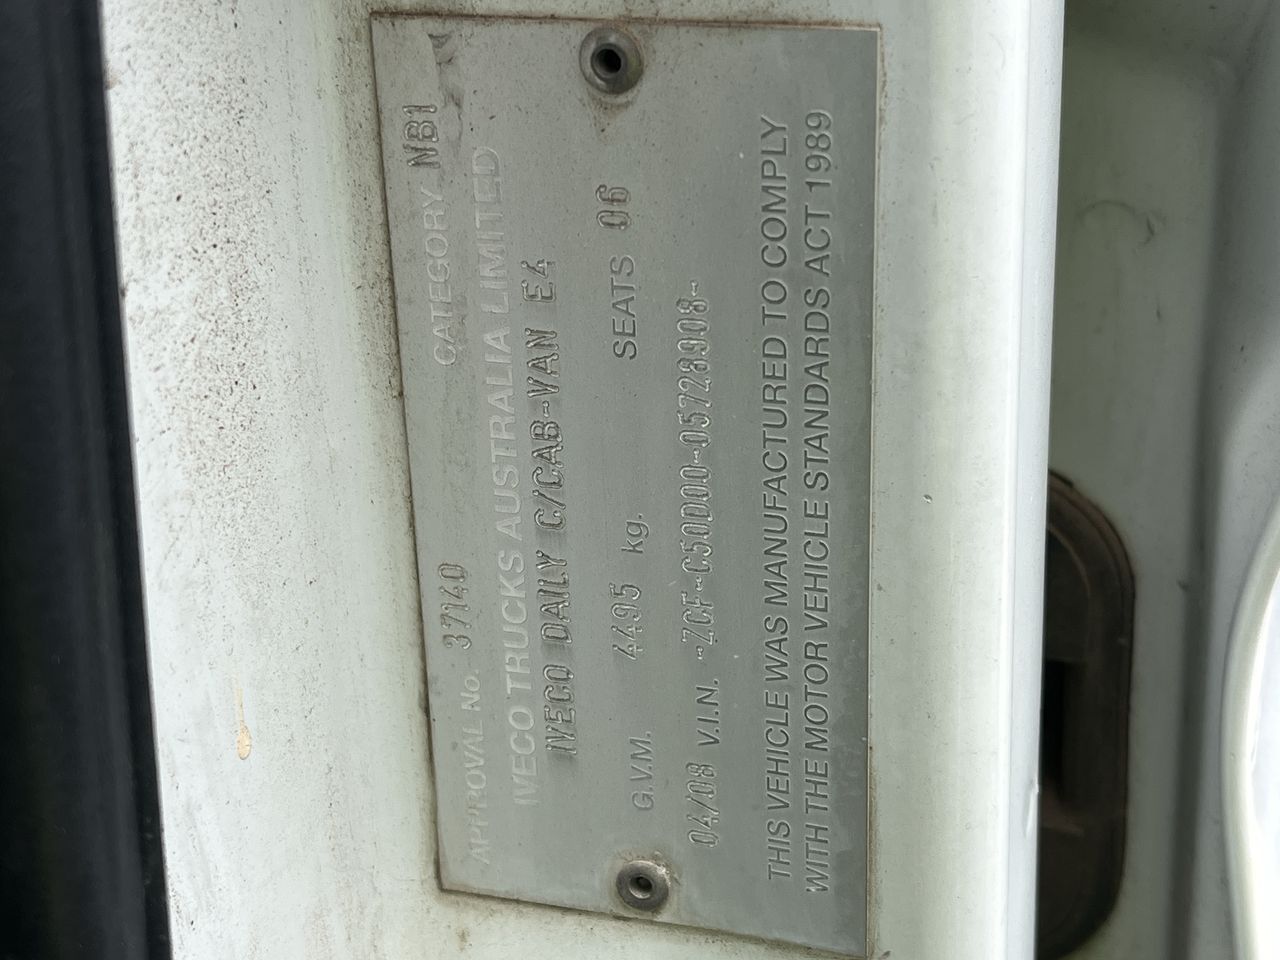 APPROVAL No. 37140 CATEGORY NB1
IVECO TRUCKS AUSTRALIA LIMITED
IVECO DAILY C/CAB-VAN E4
G.V.M. 4495 kg. SEATS 06
04/08 V.I.N. -ZCF-C50D00-05728908-
THIS VEHICLE WAS MANUFACTURED TO COMPLY
WITH THE MOTOR VEHICLE STANDARDS ACT 1989